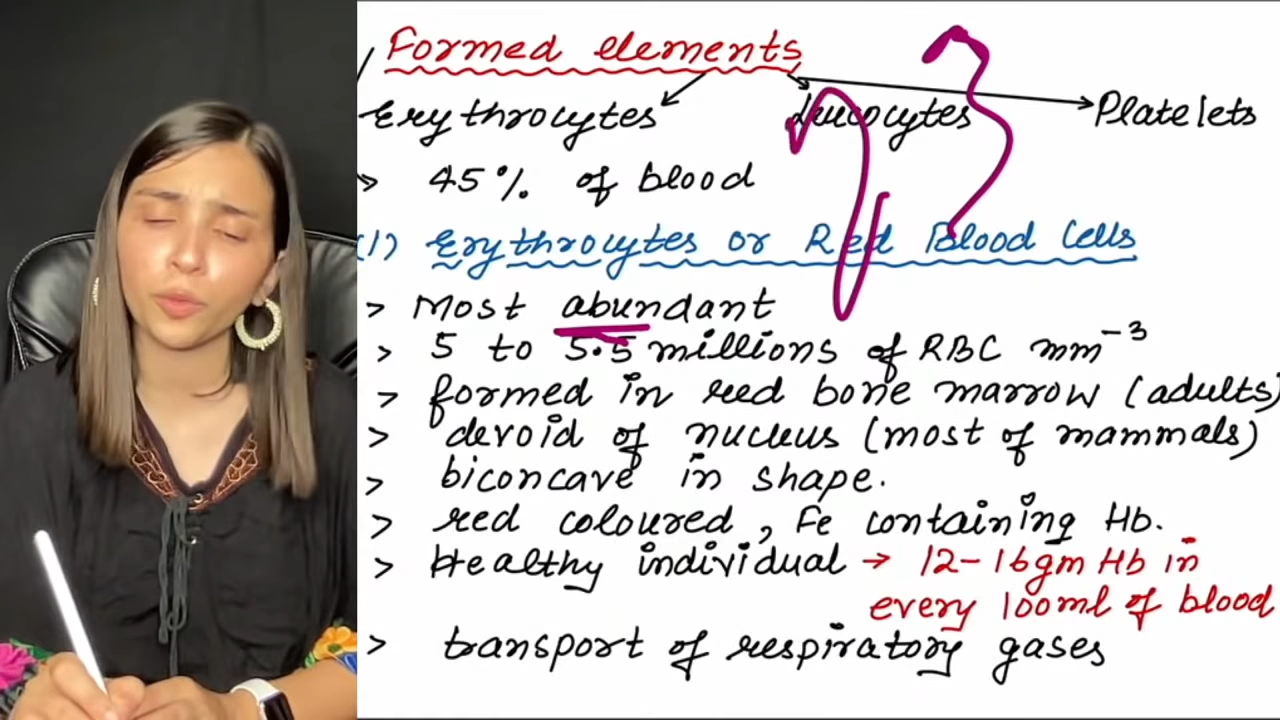 Formed elements
Erythrocytes Leucocytes Platelets
> 45% of blood
(1) Erythrocytes or Red Blood Cells
> Most abundant
> 5 to 5.5 millions of RBC mm⁻³
> formed in red bone marrow (adults)
> devoid of nucleus (most of mammals)
> biconcave in shape.
> red coloured, Fe containing Hb.
> Healthy individual → 12-16gm Hb in
every 100ml of blood
> transport of respiratory gases